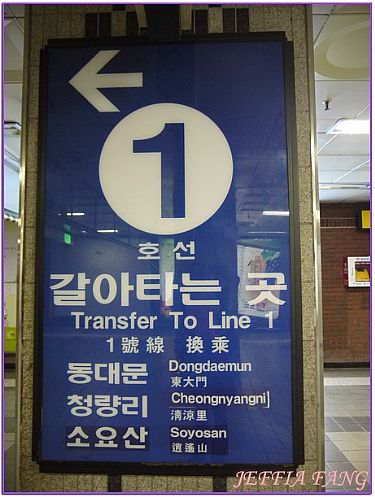 1
호선
갈아타는 곳
Transfer To Line 1
1號線 換乘
동대문 Dongdaemun
東大門
청량리 Cheongnyangni
淸涼里
소요산 Soyosan
逍遙山
JEFFIA FANG
JEFFIA FANG